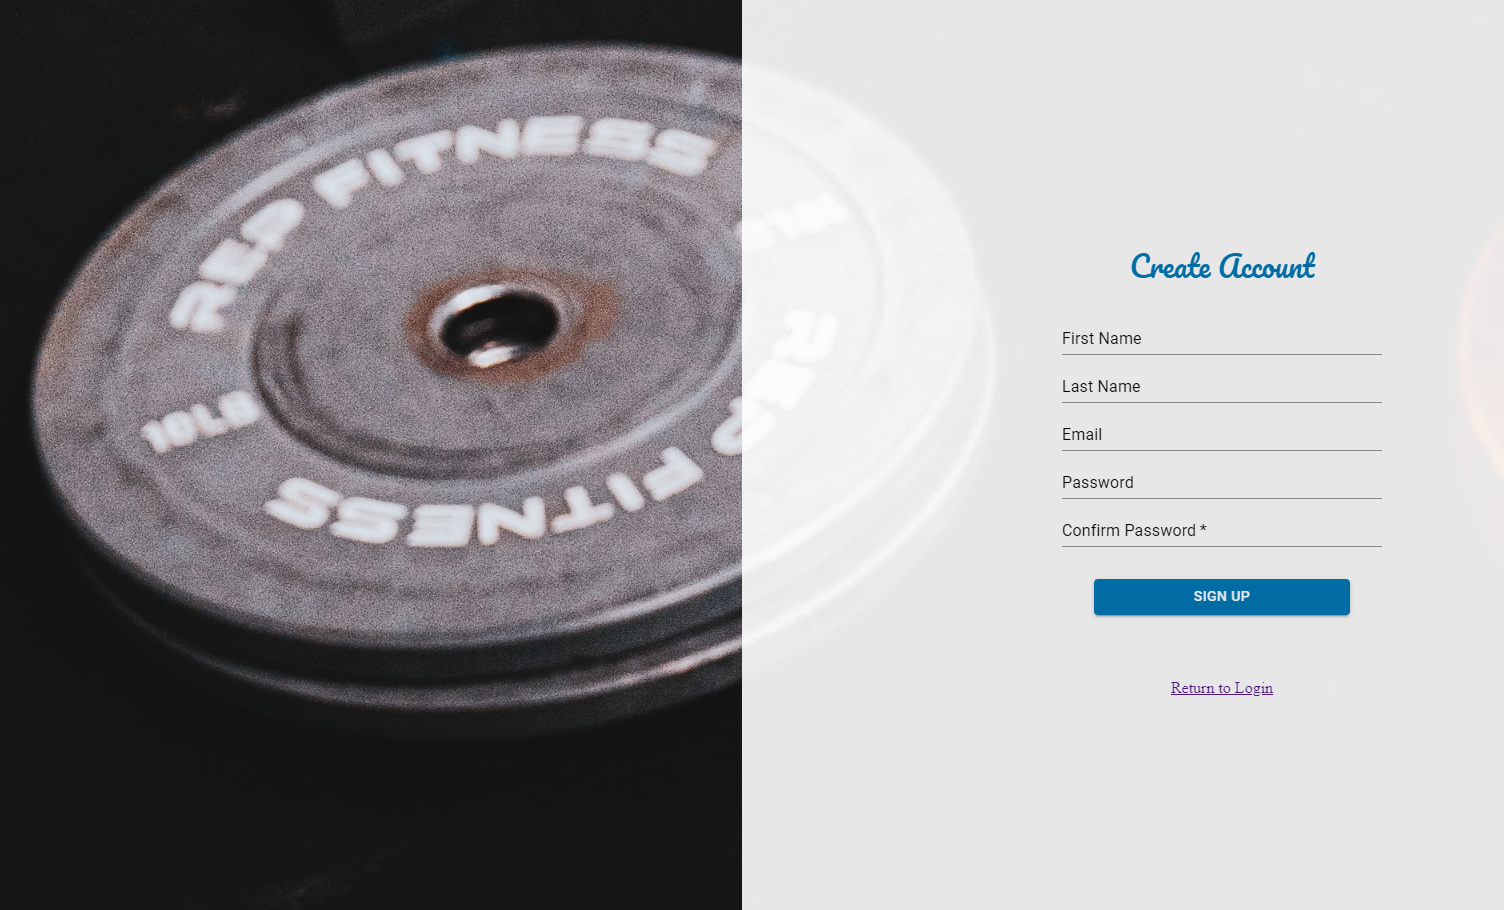 REP FITNESS
10LB
REP FITNESS
10LB
Create Account
First Name
Last Name
Email
Password
Confirm Password *
SIGN UP
Return to Login